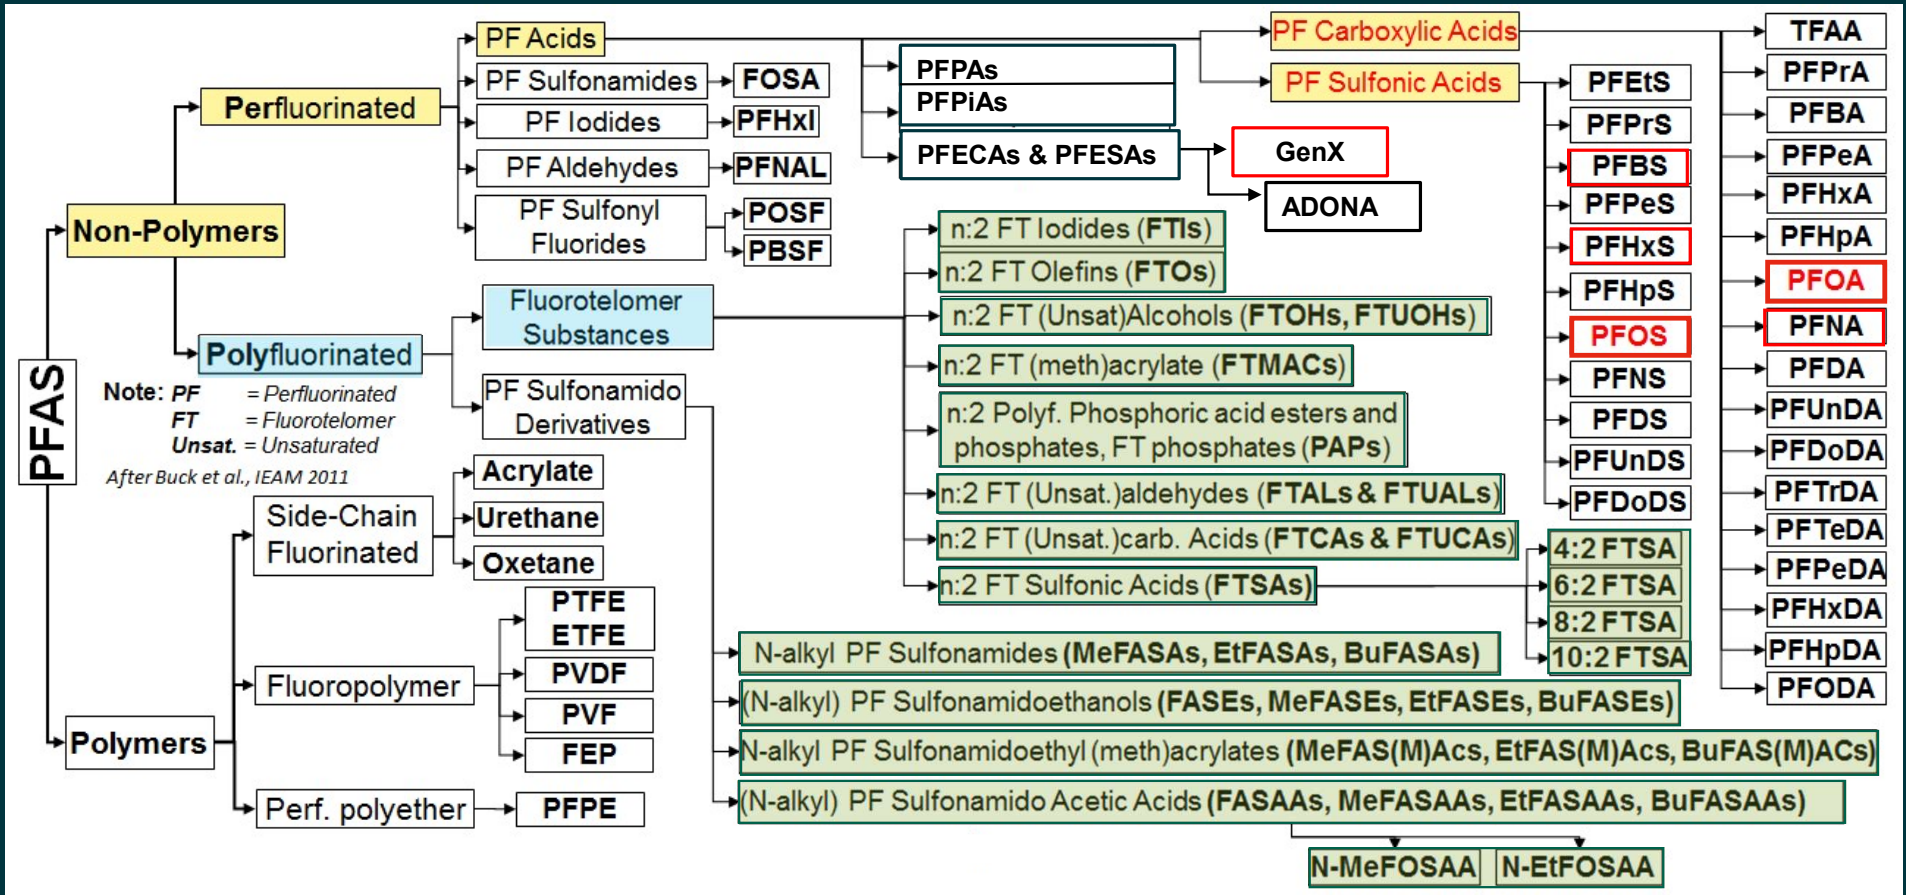 PFAS
Non-Polymers
Perfluorinated
PF Acids
PFPAs
PFPiAs
PFECAs & PFESAs
GenX
ADONA
PF Carboxylic Acids
TFAA
PFPrA
PFBA
PFPeA
PFHxA
PFHpA
PFOA
PFNA
PFDA
PFUnDA
PFDoDA
PFTrDA
PFTeDA
PFPeDA
PFHxDA
PFHpDA
PFODA
PF Sulfonic Acids
PFEtS
PFPrS
PFBS
PFPeS
PFHxS
PFHpS
PFOS
PFNS
PFDS
PFUnDS
PFDoDS
PF Sulfonamides
FOSA
PF Iodides
PFHxI
PF Aldehydes
PFNAL
PF Sulfonyl
Fluorides
POSF
PBSF
Polyfluorinated
Fluorotelomer
Substances
n:2 FT Iodides (FTIs)
n:2 FT Olefins (FTOs)
n:2 FT (Unsat)Alcohols (FTOHs, FTUOHs)
n:2 FT (meth)acrylate (FTMACs)
n:2 Polyf. Phosphoric acid esters and
phosphates, FT phosphates (PAPs)
n:2 FT (Unsat.)aldehydes (FTALs & FTUALs)
n:2 FT (Unsat.)carb. Acids (FTCAs & FTUCAs)
n:2 FT Sulfonic Acids (FTSAs)
4:2 FTSA
6:2 FTSA
8:2 FTSA
10:2 FTSA
PF Sulfonamido
Derivatives
N-alkyl PF Sulfonamides (MeFASAs, EtFASAs, BuFASAs)
(N-alkyl) PF Sulfonamidoethanols (FASEs, MeFASEs, EtFASEs, BuFASEs)
N-alkyl PF Sulfonamidoethyl (meth)acrylates (MeFAS(M)Acs, EtFAS(M)Acs, BuFAS(M)ACs)
(N-alkyl) PF Sulfonamido Acetic Acids (FASAAs, MeFASAAs, EtFASAAs, BuFASAAs)
N-MeFOSAA
N-EtFOSAA
Note: PF = Perfluorinated
FT = Fluorotelomer
Unsat. = Unsaturated
After Buck et al., IEAM 2011
Polymers
Side-Chain
Fluorinated
Acrylate
Urethane
Oxetane
Fluoropolymer
PTFE
ETFE
PVDF
PVF
FEP
Perf. polyether
PFPE